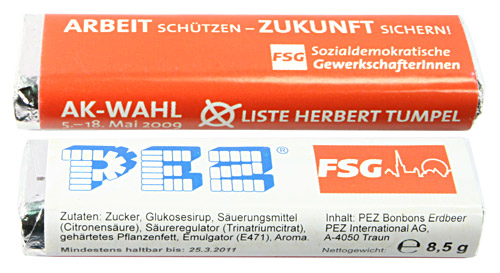 ARBEIT SCHÜTZEN – ZUKUNFT SICHERN!
FSG Sozialdemokratische
GewerkschafterInnen
AK-WAHL
5.–18. Mai 2009
LISTE HERBERT TUMPEL
PEZ®
FSG
Zutaten: Zucker, Glukosesirup, Säuerungsmittel
(Citronensäure), Säureregulator (Trinatriumcitrat),
gehärtetes Pflanzenfett, Emulgator (E471), Aroma.
Mindestens haltbar bis: 25.3.2011
Inhalt: PEZ Bonbons Erdbeer
PEZ International AG,
A-4050 Traun
Nettogewicht: ℮ 8,5 g